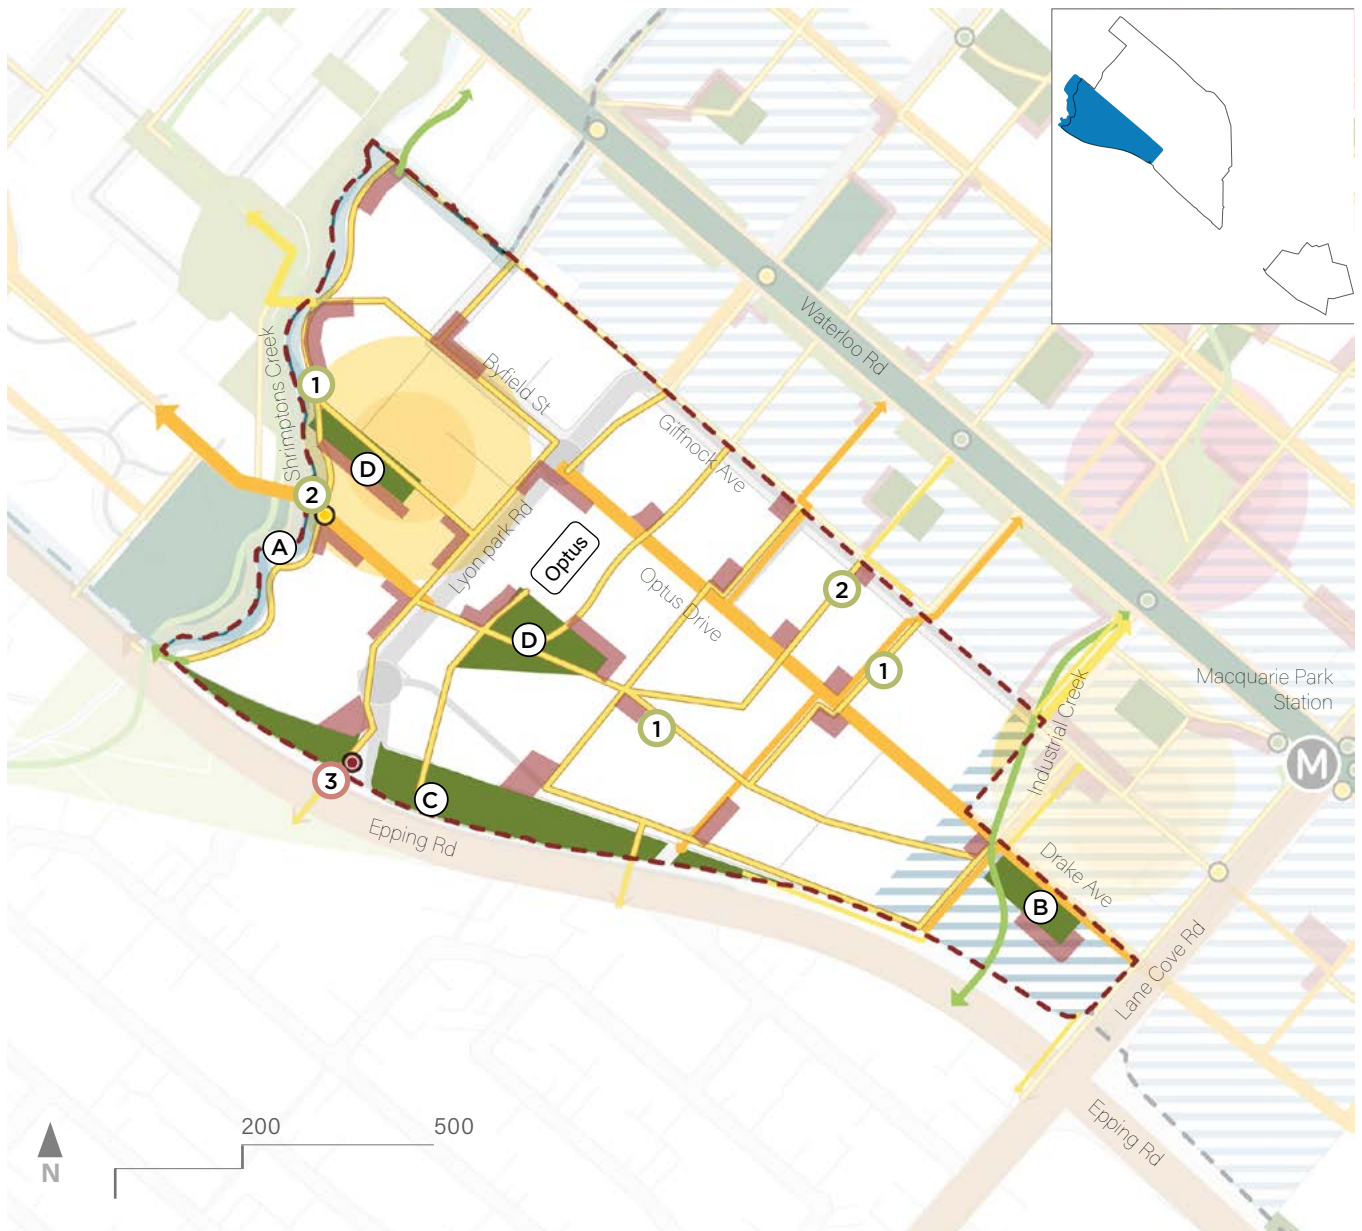 Waterloo Rd
Shrimptons Creek
1
Byfield St
Giffnock Ave
D
2
A
Lyon park Rd
Optus
Optus Drive
2
D
1
1
Macquarie Park
Station
Industrial Creek
M
3
C
Epping Rd
Drake Ave
B
Lane Cove Rd
Epping Rd
200
500
N